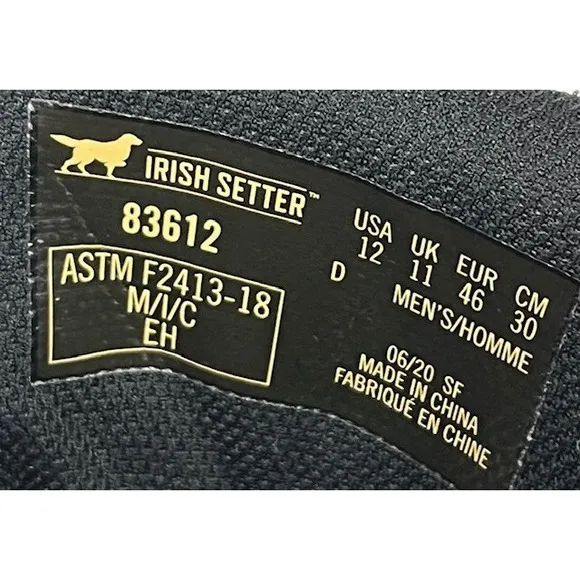 IRISH SETTER™
83612
ASTM F2413-18
M/I/C
EH
USA UK EUR CM
12 11 46 30
D MEN'S/HOMME
06/20 SF
MADE IN CHINA
FABRIQUÉ EN CHINE